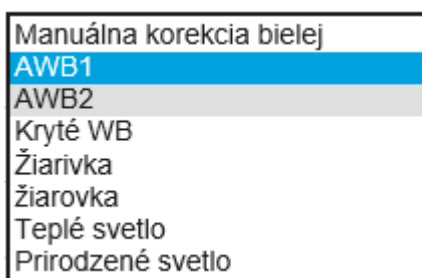 Manuálna korekcia bielej
AWB1
AWB2
Kryté WB
Žiarivka
žiarovka
Teplé svetlo
Prirodzené svetlo